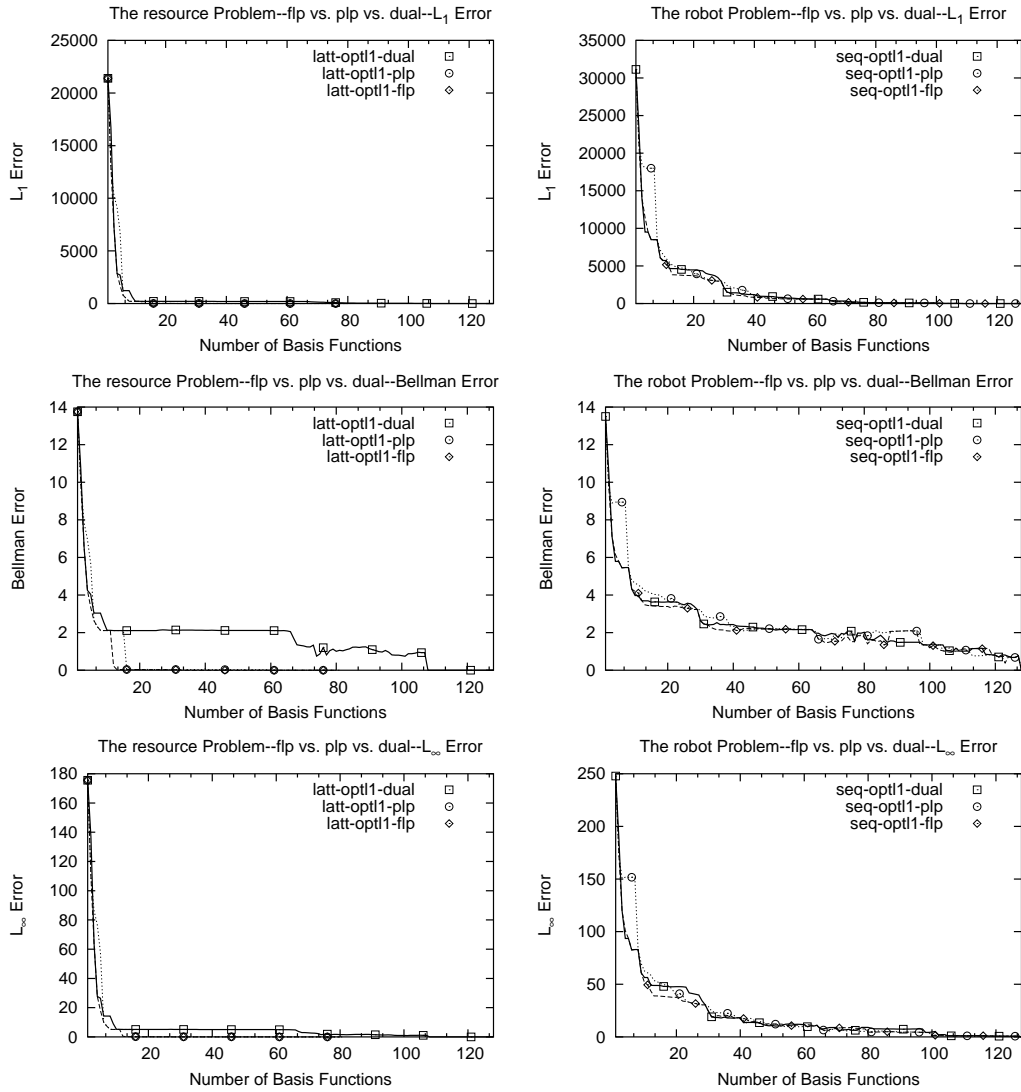 The resource Problem--flp vs. plp vs. dual--L1 Error
25000
20000
15000
10000
5000
0
L1 Error
latt-optl1-dual
latt-optl1-plp
latt-optl1-flp
20 40 60 80 100 120
Number of Basis Functions
The robot Problem--flp vs. plp vs. dual--L1 Error
35000
30000
25000
20000
15000
10000
5000
0
L1 Error
seq-optl1-dual
seq-optl1-plp
seq-optl1-flp
20 40 60 80 100 120
Number of Basis Functions
The resource Problem--flp vs. plp vs. dual--Bellman Error
14
12
10
8
6
4
2
0
Bellman Error
latt-optl1-dual
latt-optl1-plp
latt-optl1-flp
20 40 60 80 100 120
Number of Basis Functions
The robot Problem--flp vs. plp vs. dual--Bellman Error
14
12
10
8
6
4
2
0
Bellman Error
seq-optl1-dual
seq-optl1-plp
seq-optl1-flp
20 40 60 80 100 120
Number of Basis Functions
The resource Problem--flp vs. plp vs. dual--L∞ Error
180
160
140
120
100
80
60
40
20
0
L∞ Error
latt-optl1-dual
latt-optl1-plp
latt-optl1-flp
20 40 60 80 100 120
Number of Basis Functions
The robot Problem--flp vs. plp vs. dual--L∞ Error
250
200
150
100
50
0
L∞ Error
seq-optl1-dual
seq-optl1-plp
seq-optl1-flp
20 40 60 80 100 120
Number of Basis Functions